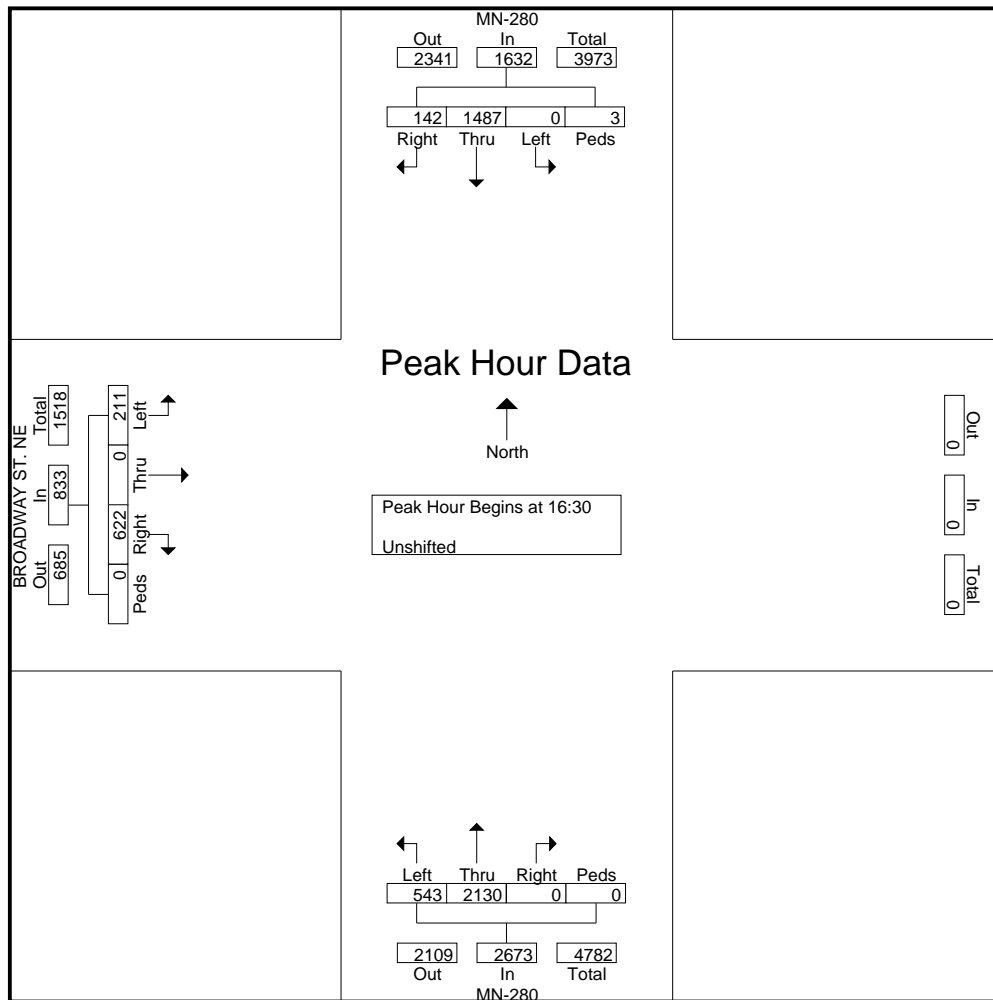 MN-280
Out In Total
2341 1632 3973
142 1487 0 3
Right Thru Left Peds
Peak Hour Data
North
Peak Hour Begins at 16:30
Unshifted
BROADWAY ST. NE
Total In Out
1518 833 685
211 0 622 0
Left Thru Right Peds
Out In Total
0 0 0
Left Thru Right Peds
543 2130 0 0
2109 2673 4782
Out In Total
MN-280